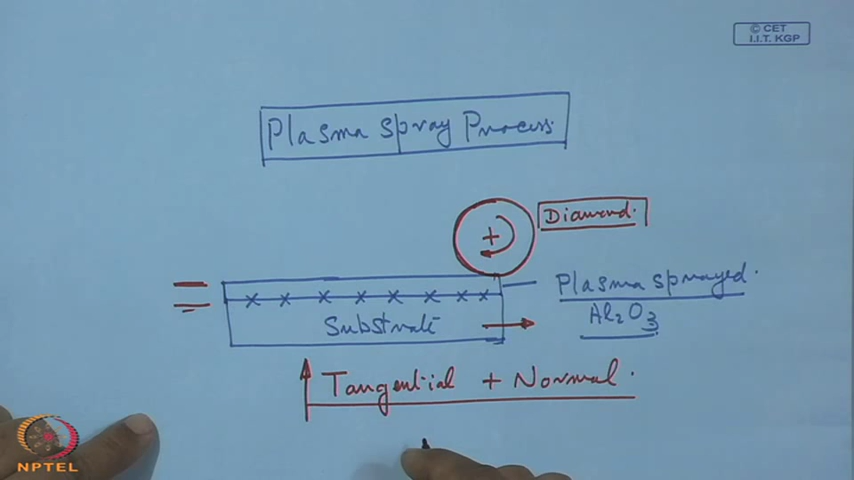 © CET
I.I.T. KGP
Plasma Spray Process
Diamond.
Plasma Sprayed.
Al2O3
Substrate
Tangential + Normal.
NPTEL